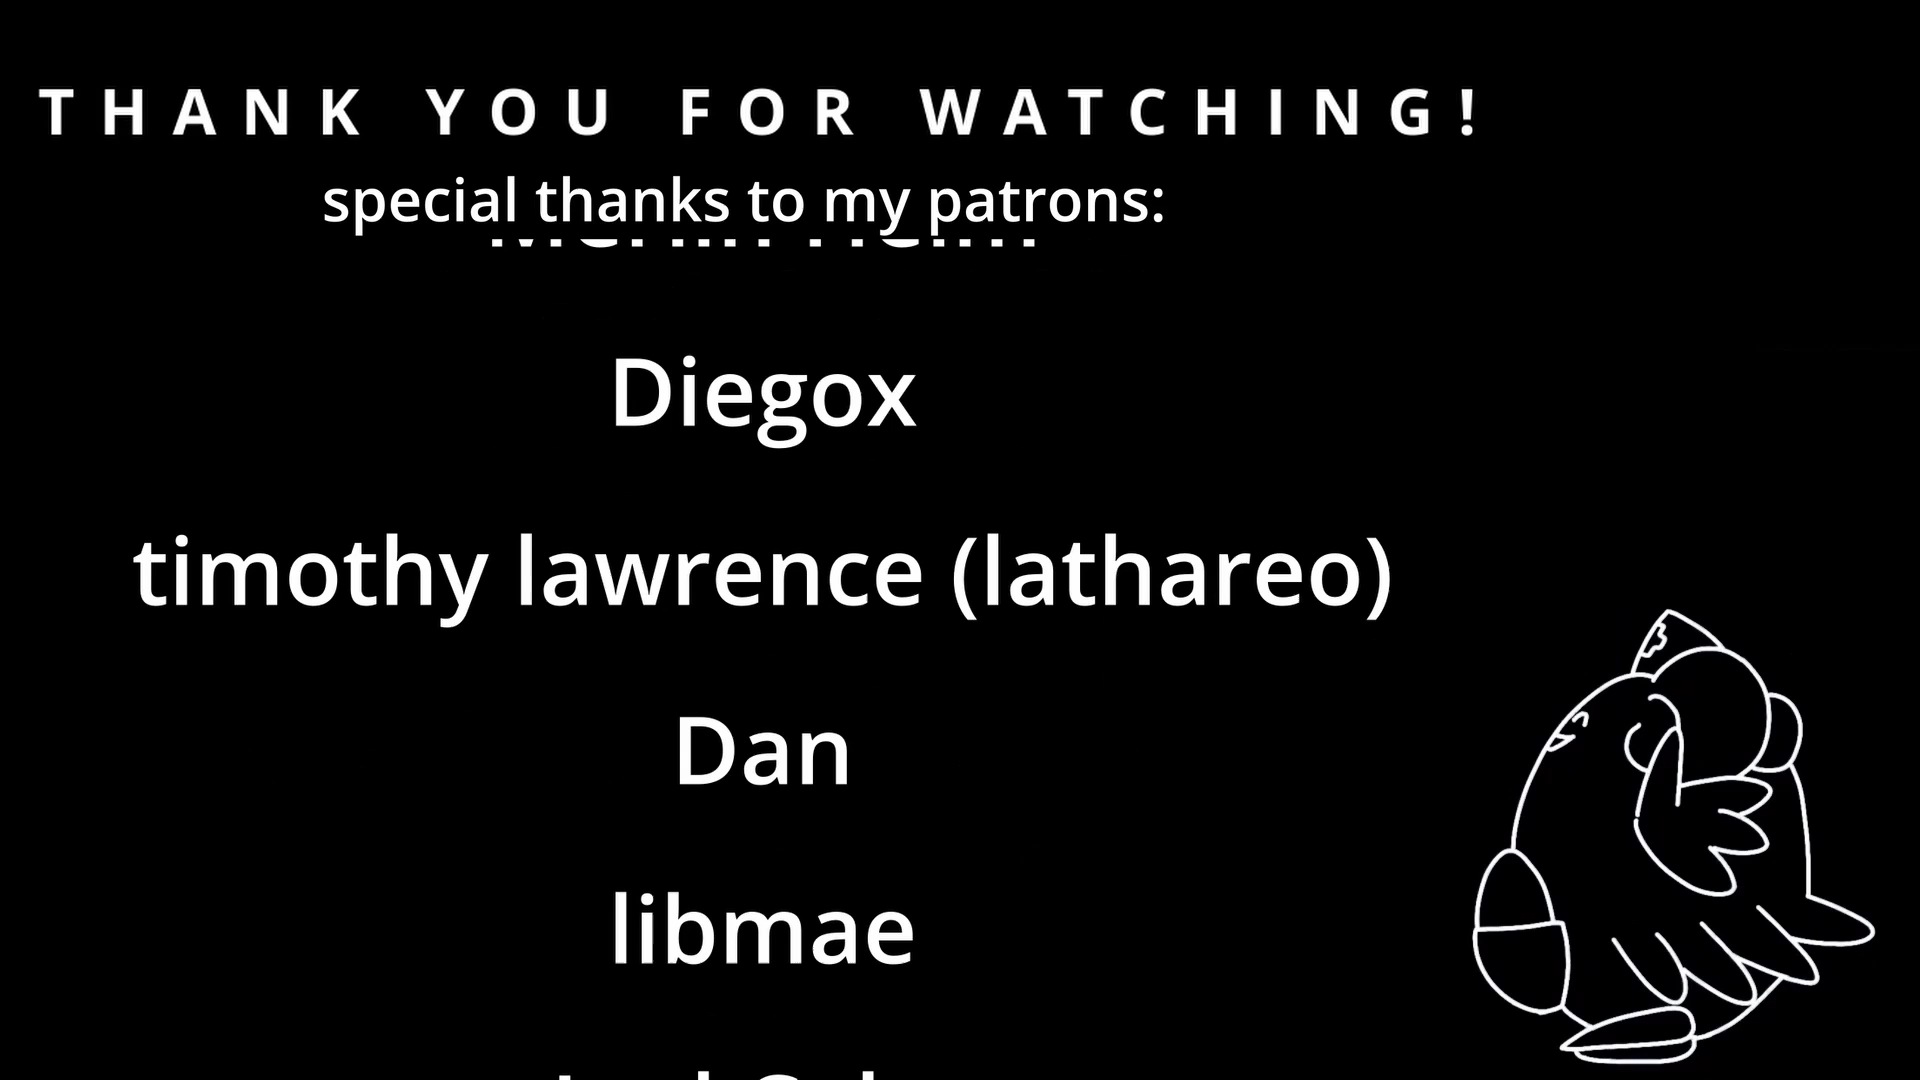 THANK YOU FOR WATCHING!
special thanks to my patrons:
Diegox
timothy lawrence (lathareo)
Dan
libmae